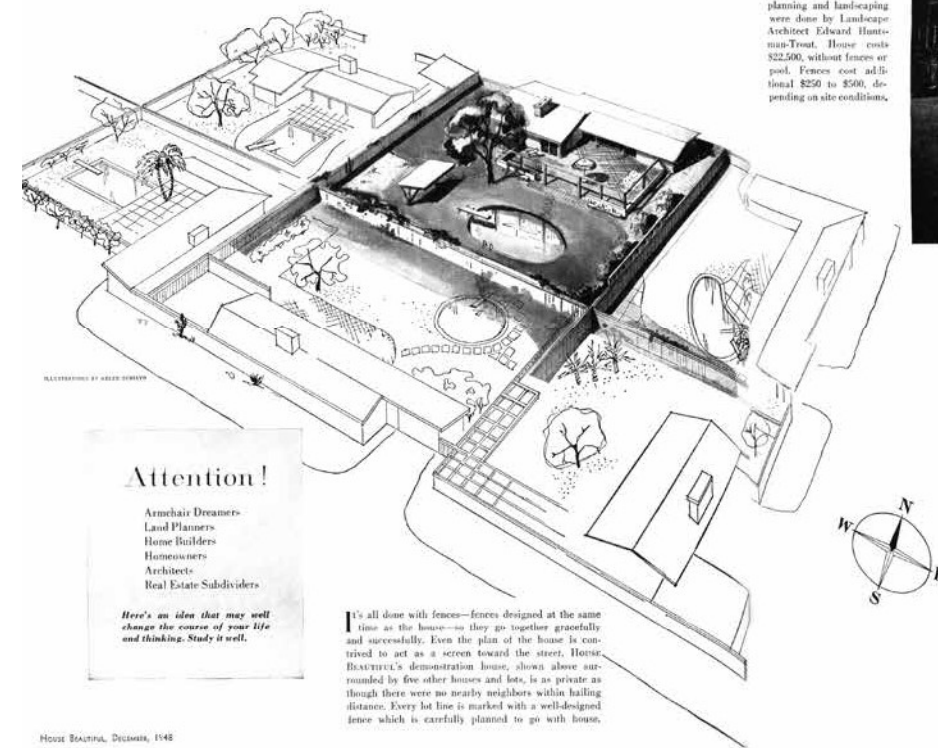 planning and landscaping
were done by Landscape
Architect Edward Hunts-
man-Trout. House costs
$22,500, without fences or
pool. Fences cost addi-
tional $250 to $500, de-
pending on site conditions.
ILLUSTRATIONS BY
Attention!
Armchair Dreamers
Land Planners
Home Builders
Homeowners
Architects
Real Estate Subdividers
Here's an idea that may well
change the course of your life
and thinking. Study it well.
N
W
S
It's all done with fences—fences designed at the same
time as the house—so they go together gracefully
and successfully. Even the plan of the house is con-
trived to act as a screen toward the street. House
Beautiful's demonstration house, shown above sur-
rounded by five other houses and lots, is as private as
though there were no nearby neighbors within hailing
distance. Every lot line is marked with a well-designed
fence which is carefully planned to go with house.
House Beautiful, December, 1948